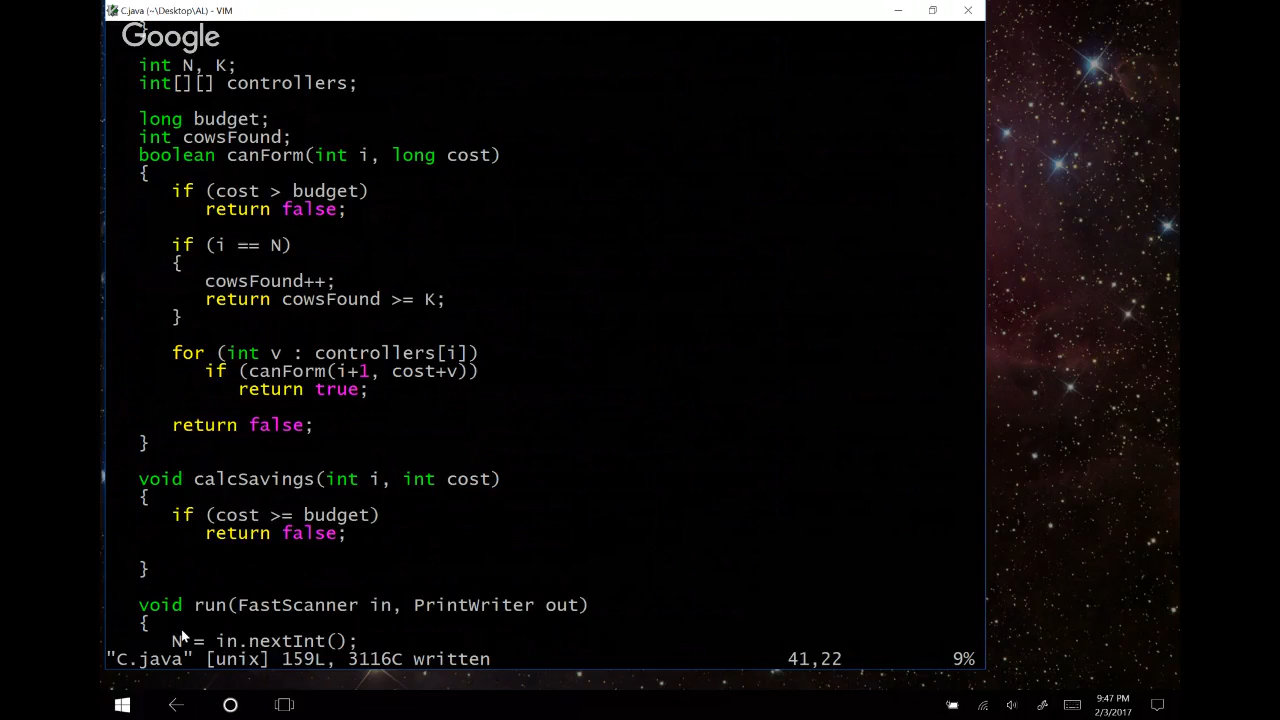 C.java (~\Desktop\AL) - VIM
Google
int N, K;
int[][] controllers;
long budget;
int cowsFound;
boolean canForm(int i, long cost)
{
if (cost > budget)
return false;
if (i == N)
{
cowsFound++;
return cowsFound >= K;
}
for (int v : controllers[i])
if (canForm(i+1, cost+v))
return true;
return false;
}
void calcSavings(int i, int cost)
{
if (cost >= budget)
return false;
}
void run(FastScanner in, PrintWriter out)
{
N = in.nextInt();
"C.java" [unix] 159L, 3116C written 41,22 9%
9:47 PM
2/3/2017